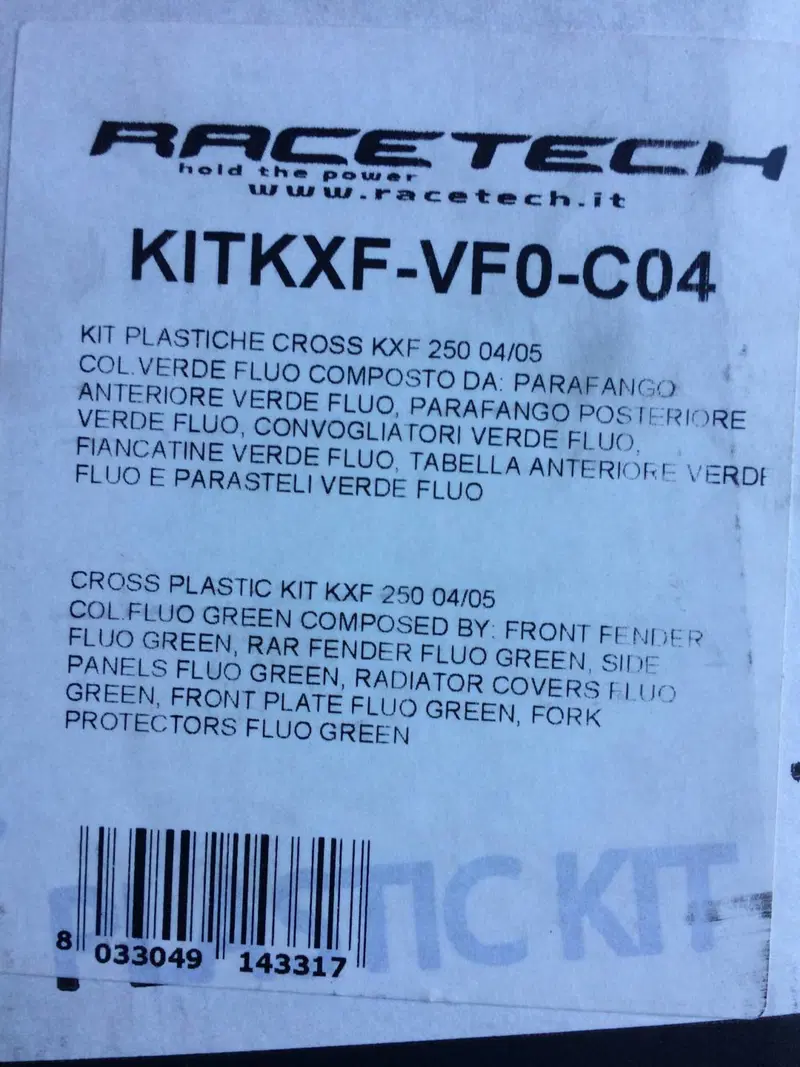 RACETECH
hold the power
www.racetech.it
KITKXF-VF0-C04
KIT PLASTICHE CROSS KXF 250 04/05
COL.VERDE FLUO COMPOSTO DA: PARAFANGO
ANTERIORE VERDE FLUO, PARAFANGO POSTERIORE
VERDE FLUO, CONVOGLIATORI VERDE FLUO,
FIANCATINE VERDE FLUO, TABELLA ANTERIORE VERDE
FLUO E PARASTELI VERDE FLUO
CROSS PLASTIC KIT KXF 250 04/05
COL.FLUO GREEN COMPOSED BY: FRONT FENDER
FLUO GREEN, RAR FENDER FLUO GREEN, SIDE
PANELS FLUO GREEN, RADIATOR COVERS FLUO
GREEN, FRONT PLATE FLUO GREEN, FORK
PROTECTORS FLUO GREEN
PLASTIC KIT
8 033049 143317